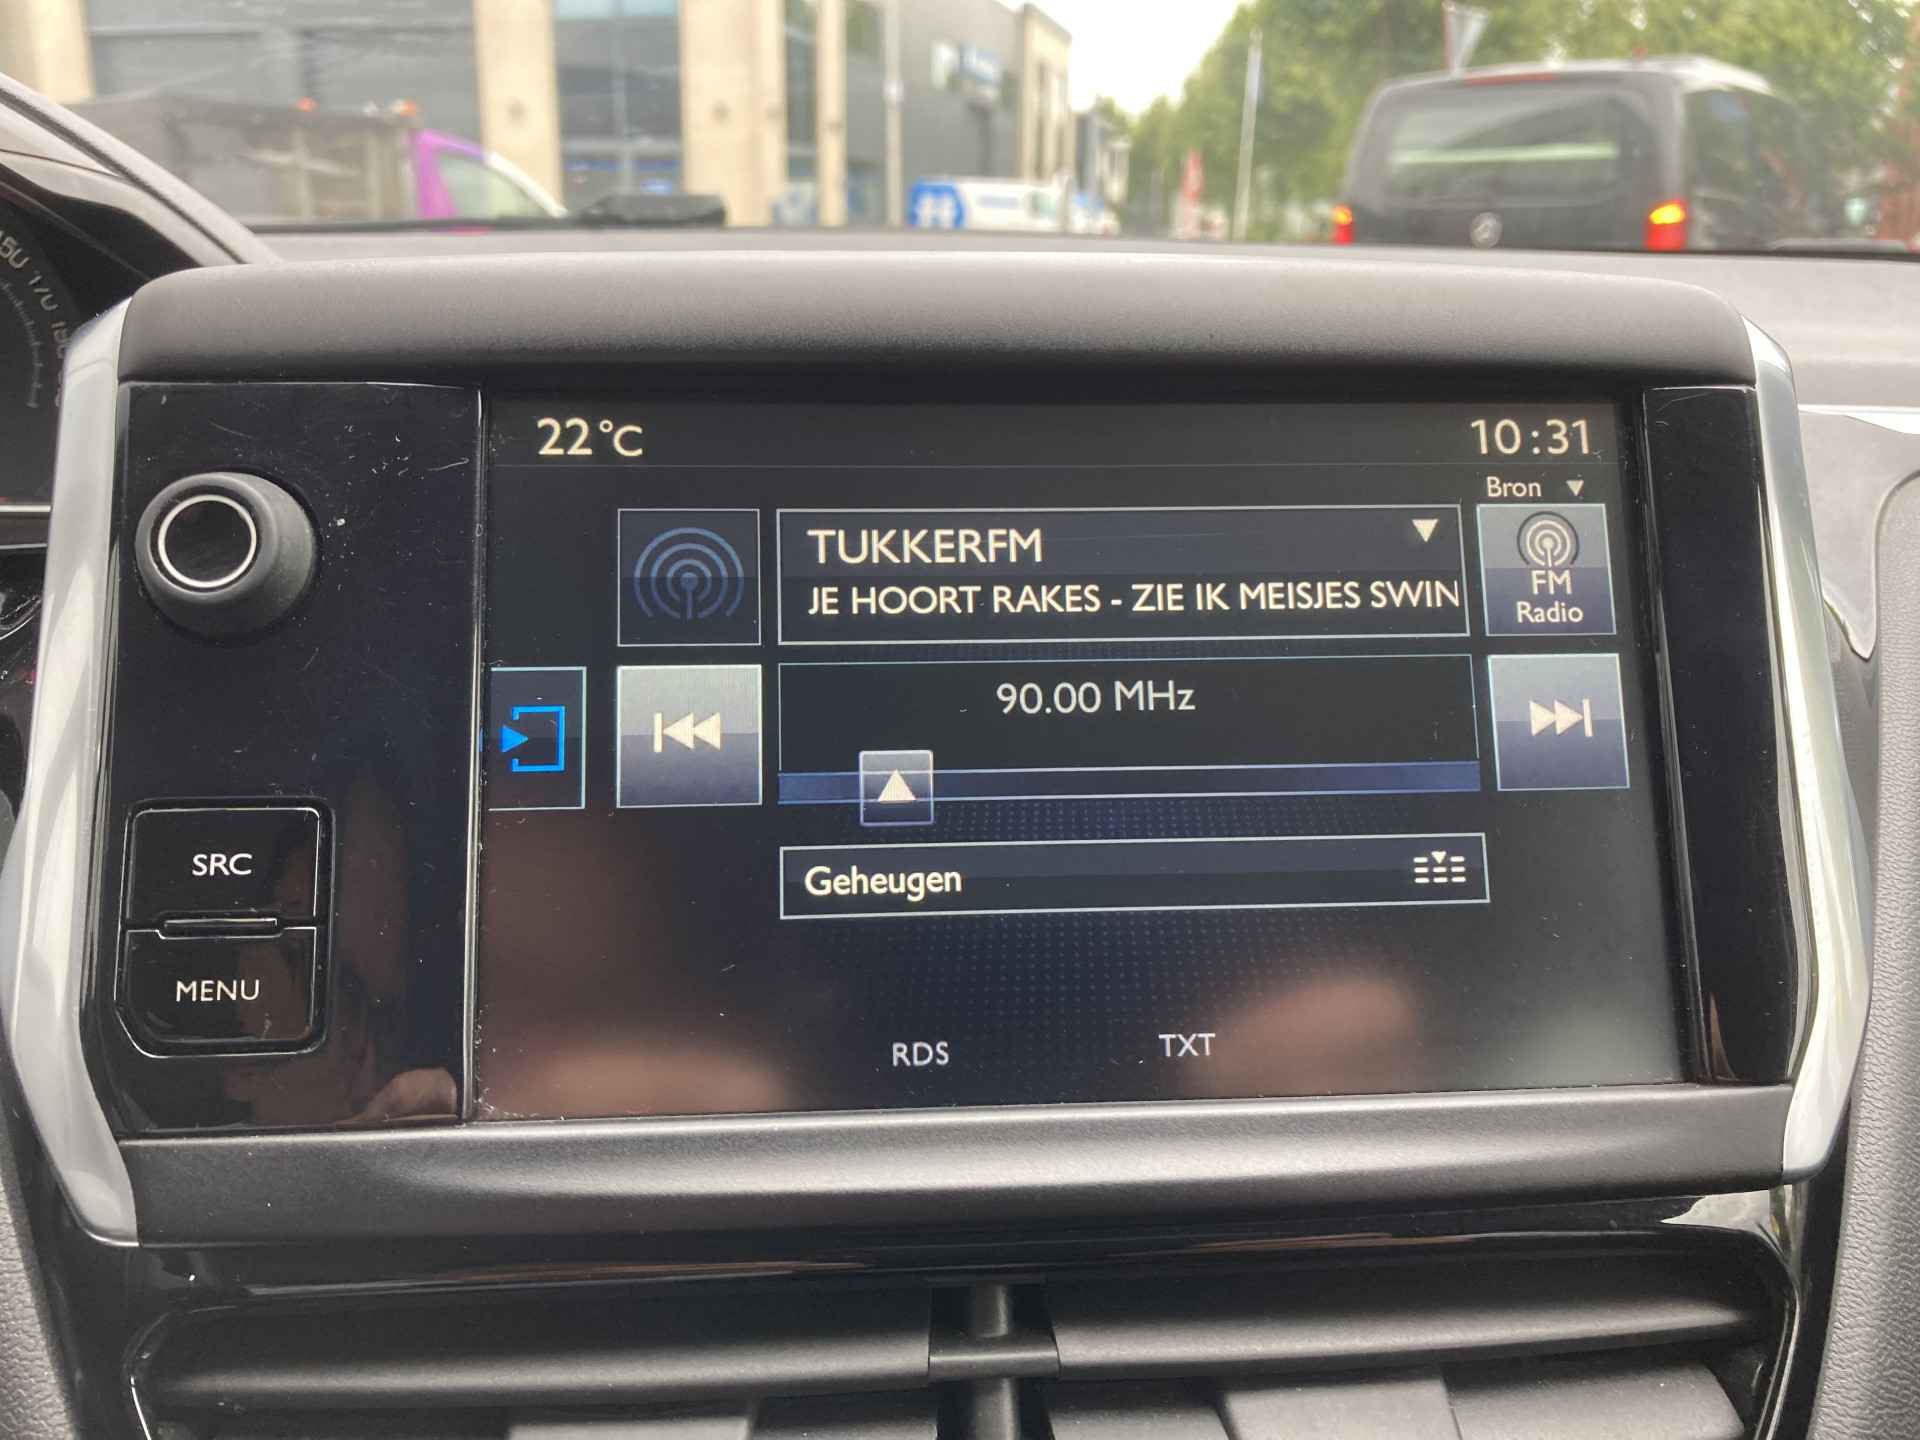 22°C
10:31
Bron
TUKKERFM
JE HOORT RAKES - ZIE IK MEISJES SWIN
FM
Radio
90.00 MHz
SRC
Geheugen
MENU
RDS
TXT
170